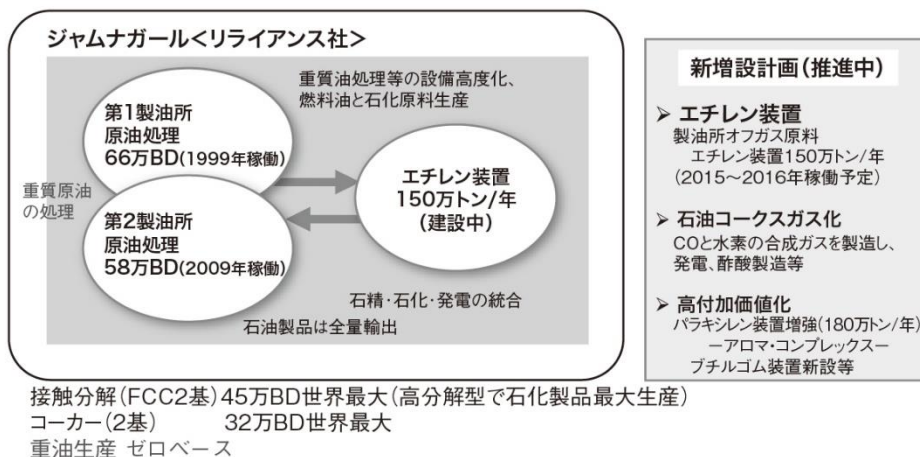 ジャムナガール<リライアンス社>
重質油処理等の設備高度化、
燃料油と石化原料生産
第1製油所
原油処理
66万BD(1999年稼働)
重質原油
の処理
第2製油所
原油処理
58万BD(2009年稼働)
エチレン装置
150万トン/年
(建設中)
石精・石化・発電の統合
石油製品は全量輸出
新増設計画(推進中)
➢ エチレン装置
製油所オフガス原料
エチレン装置150万トン/年
(2015〜2016年稼働予定)
➢ 石油コークスガス化
COと水素の合成ガスを製造し、
発電、酢酸製造等
➢ 高付加価値化
パラキシレン装置増強(180万トン/年)
−アロマ・コンプレックス−
ブチルゴム装置新設等
接触分解(FCC2基)45万BD世界最大(高分解型で石化製品最大生産)
コーカー(2基) 32万BD世界最大
重油生産 ゼロベース